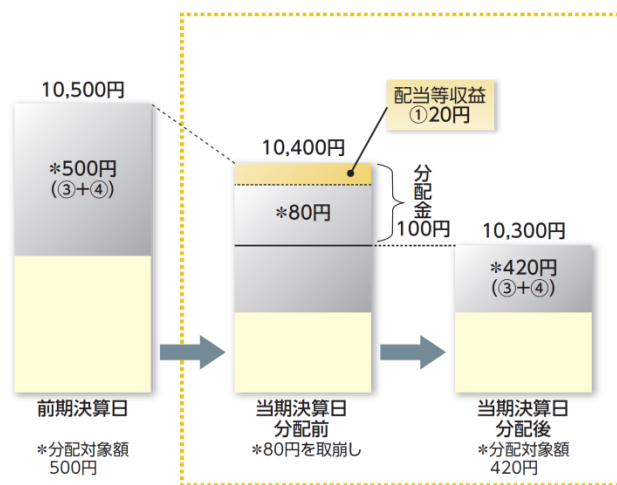 10,500円
*500円
(③+④)
前期決算日
*分配対象額
500円
配当等収益
①20円
10,400円
*80円
分配金
100円
当期決算日
分配前
*80円を取崩し
10,300円
*420円
(③+④)
当期決算日
分配後
*分配対象額
420円